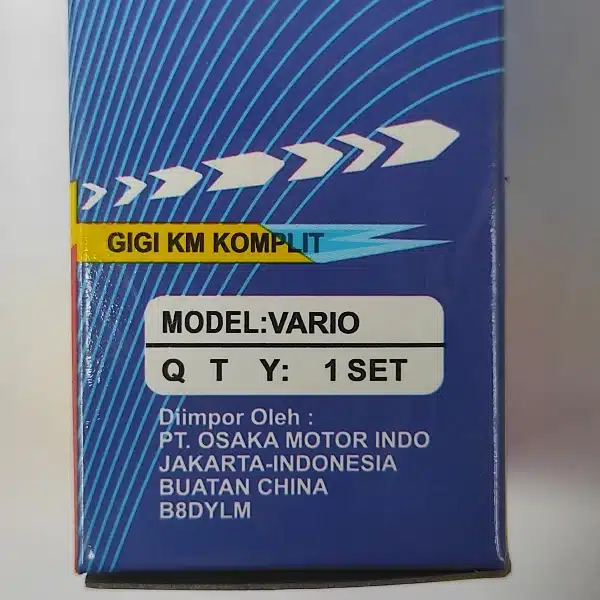 GIGI KM KOMPLIT
MODEL:VARIO
Q T Y: 1 SET
Diimpor Oleh :
PT. OSAKA MOTOR INDO
JAKARTA-INDONESIA
BUATAN CHINA
B8DYLM